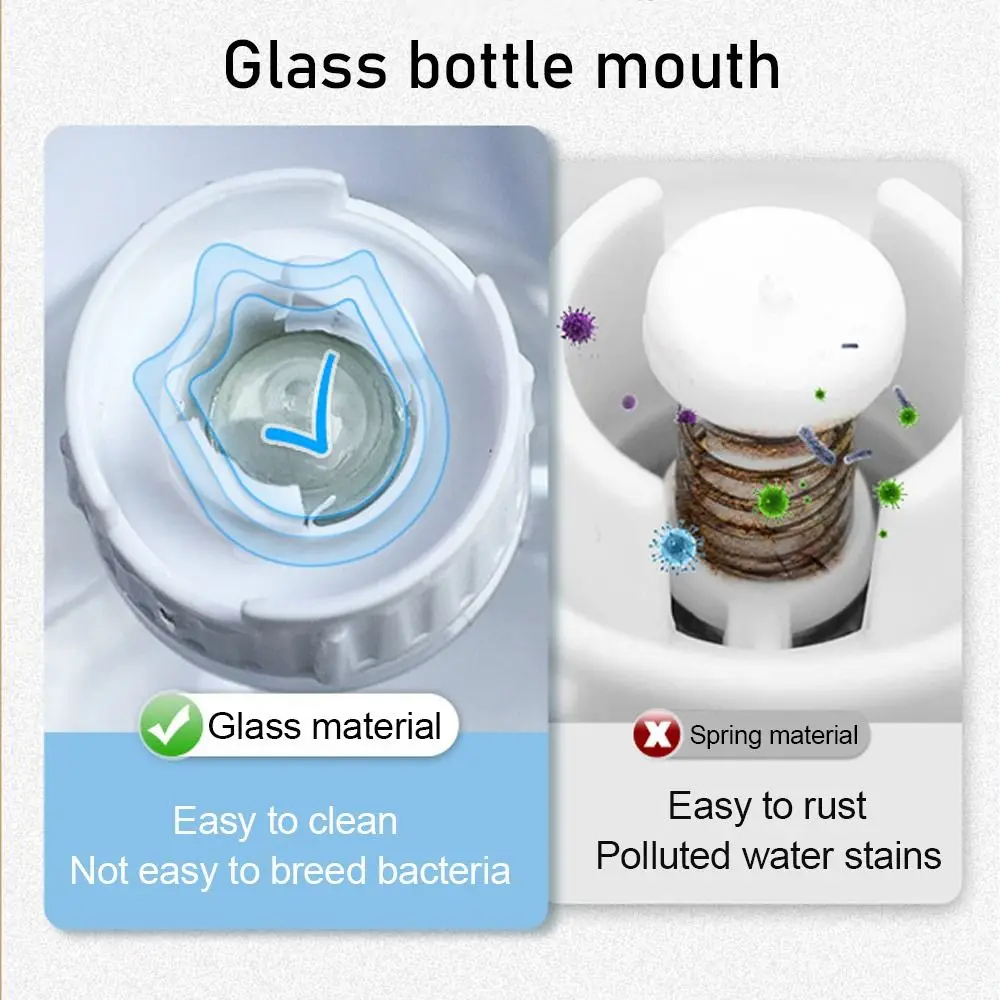 Glass bottle mouth
Glass material
Easy to clean
Not easy to breed bacteria
Spring material
Easy to rust
Polluted water stains